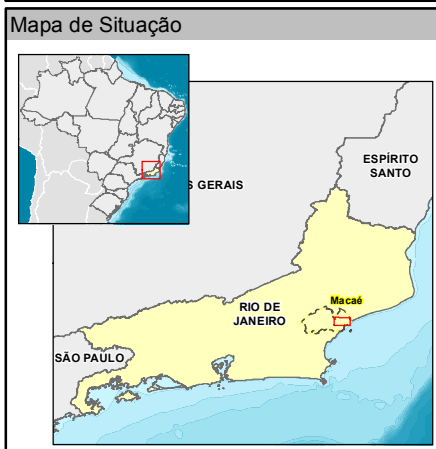 Mapa de Situação
S GERAIS
ESPÍRITO
SANTO
Macaé
RIO DE
JANEIRO
SÃO PAULO